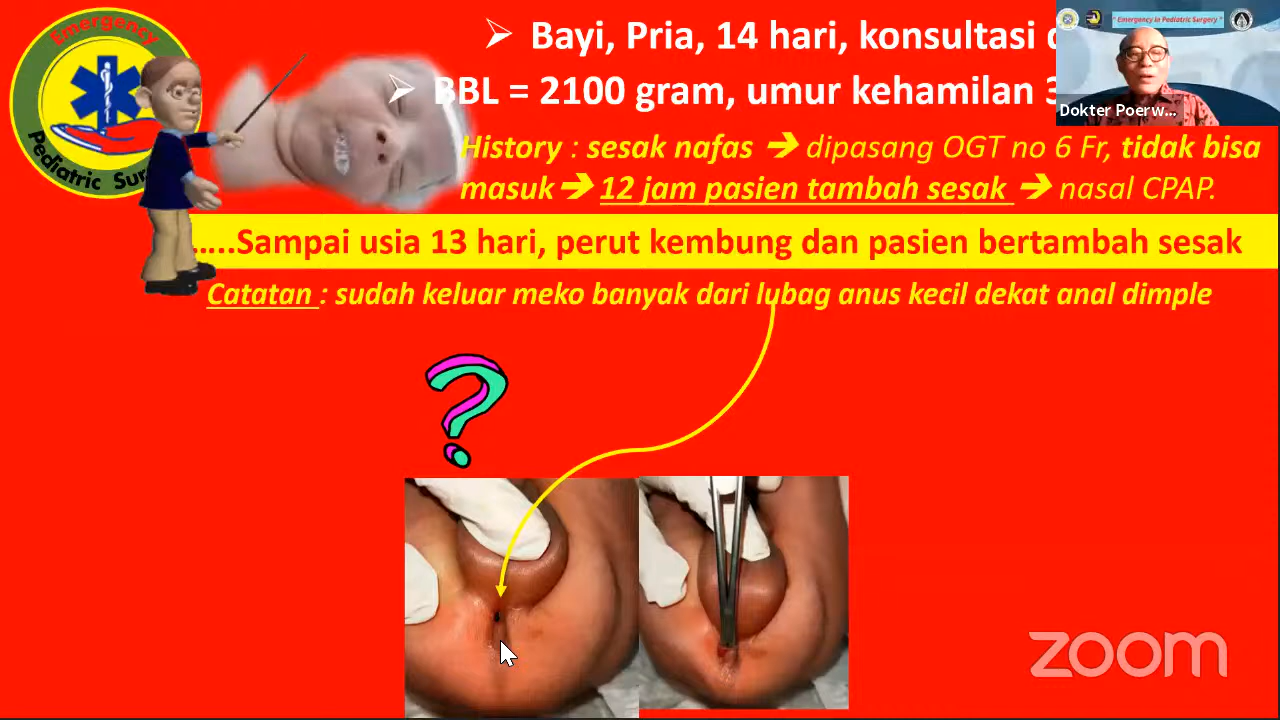 Emergency
Pediatric Sur
➢ Bayi, Pria, 14 hari, konsultasi
➢ BBL = 2100 gram, umur kehamilan 3
History : sesak nafas ➔ dipasang OGT no 6 Fr, tidak bisa
masuk ➔ 12 jam pasien tambah sesak ➔ nasal CPAP.
…..Sampai usia 13 hari, perut kembung dan pasien bertambah sesak
Catatan : sudah keluar meko banyak dari lubag anus kecil dekat anal dimple
" Emergency in Pediatric Surgery "
Dokter Poerw...
zoom